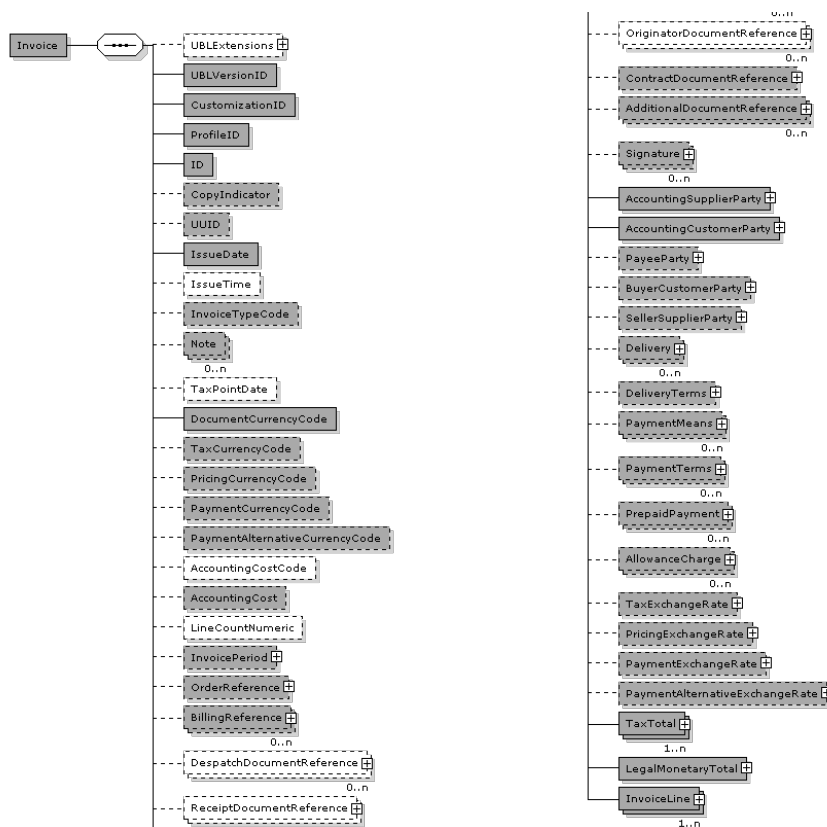 Invoice
UBLExtensions
UBLVersionID
CustomizationID
ProfileID
ID
CopyIndicator
UUID
IssueDate
IssueTime
InvoiceTypeCode
Note
0..n
TaxPointDate
DocumentCurrencyCode
TaxCurrencyCode
PricingCurrencyCode
PaymentCurrencyCode
PaymentAlternativeCurrencyCode
AccountingCostCode
AccountingCost
LineCountNumeric
InvoicePeriod
OrderReference
BillingReference
0..n
DespatchDocumentReference
0..n
ReceiptDocumentReference
0..n
OriginatorDocumentReference
0..n
ContractDocumentReference
AdditionalDocumentReference
0..n
Signature
0..n
AccountingSupplierParty
AccountingCustomerParty
PayeeParty
BuyerCustomerParty
SellerSupplierParty
Delivery
0..n
DeliveryTerms
PaymentMeans
0..n
PaymentTerms
0..n
PrepaidPayment
0..n
AllowanceCharge
0..n
TaxExchangeRate
PricingExchangeRate
PaymentExchangeRate
PaymentAlternativeExchangeRate
TaxTotal
1..n
LegalMonetaryTotal
InvoiceLine
1..n